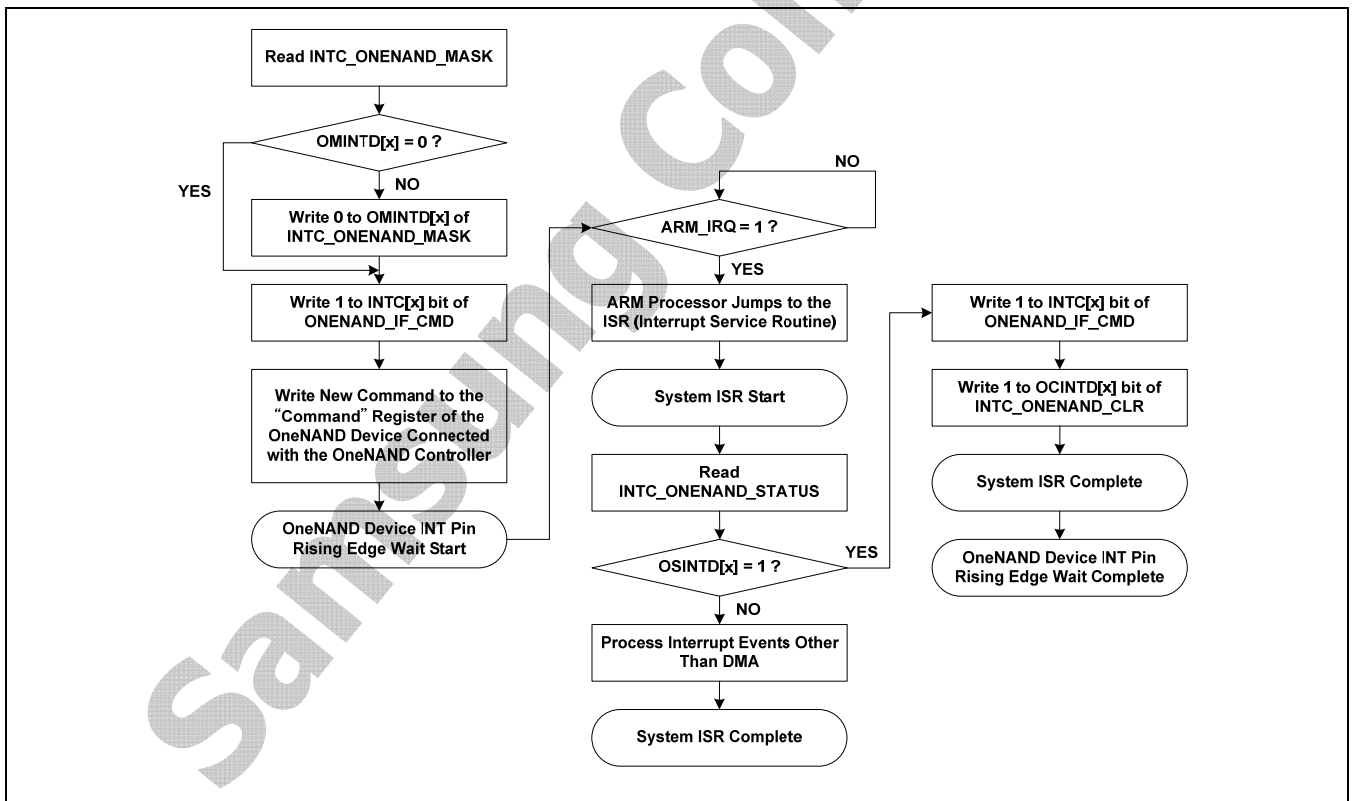 Read INTC_ONENAND_MASK
OMINTD[x] = 0 ?
YES
NO
Write 0 to OMINTD[x] of
INTC_ONENAND_MASK
Write 1 to INTC[x] bit of
ONENAND_IF_CMD
Write New Command to the
“Command” Register of the
OneNAND Device Connected
with the OneNAND Controller
OneNAND Device INT Pin
Rising Edge Wait Start
NO
ARM_IRQ = 1 ?
YES
ARM Processor Jumps to the
ISR (Interrupt Service Routine)
System ISR Start
Read
INTC_ONENAND_STATUS
OSINTD[x] = 1 ?
YES
NO
Process Interrupt Events Other
Than DMA
System ISR Complete
Write 1 to INTC[x] bit of
ONENAND_IF_CMD
Write 1 to OCINTD[x] bit of
INTC_ONENAND_CLR
System ISR Complete
OneNAND Device INT Pin
Rising Edge Wait Complete
Samsung Con